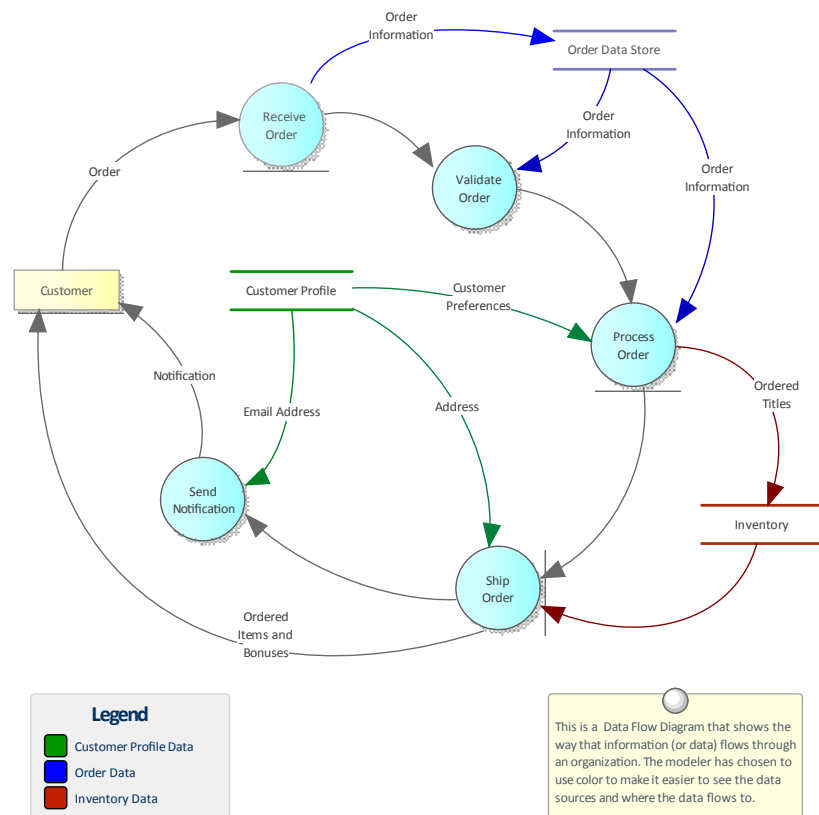 Order
Information
Order Data Store
Receive
Order
Order
Information
Order
Validate
Order
Order
Information
Customer
Customer Profile
Customer
Preferences
Process
Order
Notification
Email Address
Address
Ordered
Titles
Send
Notification
Inventory
Ship
Order
Ordered
Items and
Bonuses
Legend
Customer Profile Data
Order Data
Inventory Data
This is a Data Flow Diagram that shows the
way that information (or data) flows through
an organization. The modeler has chosen to
use color to make it easier to see the data
sources and where the data flows to.